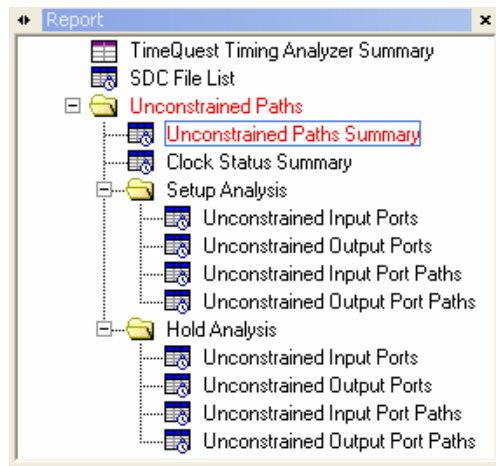 Report
TimeQuest Timing Analyzer Summary
SDC File List
Unconstrained Paths
Unconstrained Paths Summary
Clock Status Summary
Setup Analysis
Unconstrained Input Ports
Unconstrained Output Ports
Unconstrained Input Port Paths
Unconstrained Output Port Paths
Hold Analysis
Unconstrained Input Ports
Unconstrained Output Ports
Unconstrained Input Port Paths
Unconstrained Output Port Paths